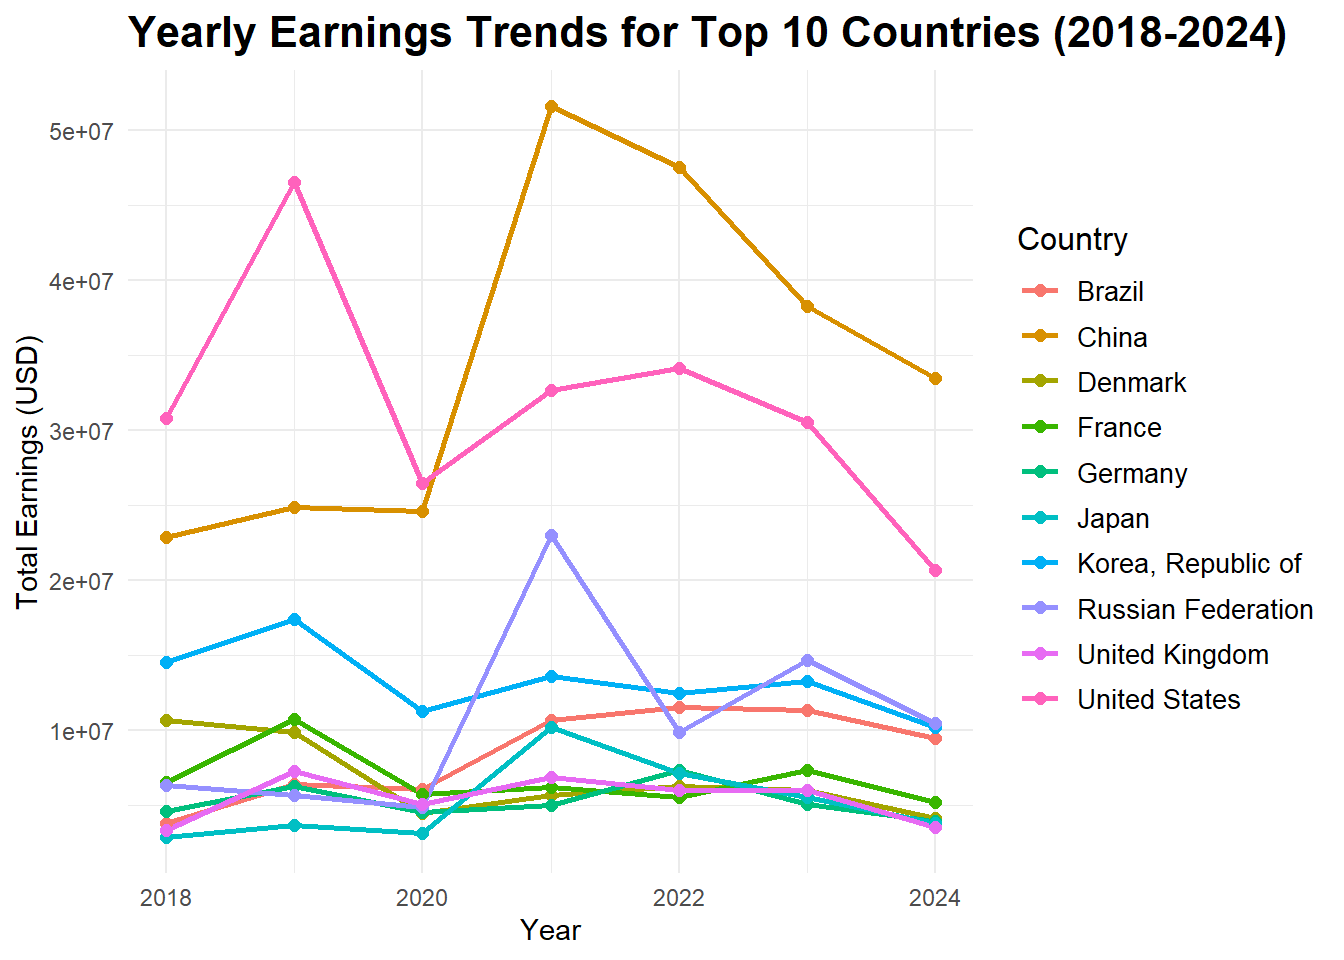 Yearly Earnings Trends for Top 10 Countries (2018-2024)
Total Earnings (USD)
5e+07
4e+07
3e+07
2e+07
1e+07
2018
2020
2022
2024
Year
Country
Brazil
China
Denmark
France
Germany
Japan
Korea, Republic of
Russian Federation
United Kingdom
United States